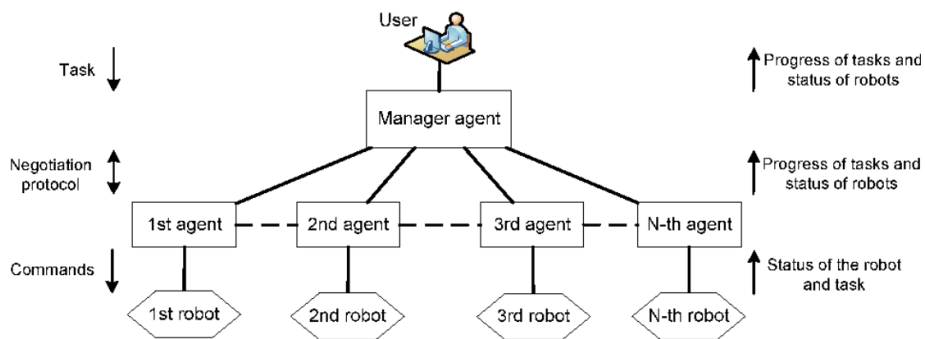 User
Task
Progress of tasks and
status of robots
Manager agent
Negotiation
protocol
Progress of tasks and
status of robots
1st agent
2nd agent
3rd agent
N-th agent
Commands
Status of the robot
and task
1st robot
2nd robot
3rd robot
N-th robot